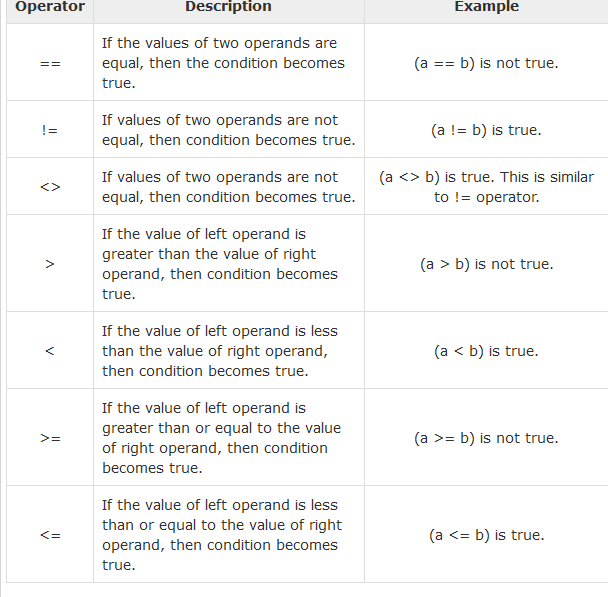 Operator Description Example
== If the values of two operands are
equal, then the condition becomes
true. (a == b) is not true.
!= If values of two operands are not
equal, then condition becomes true. (a != b) is true.
<> If values of two operands are not
equal, then condition becomes true. (a <> b) is true. This is similar
to != operator.
> If the value of left operand is
greater than the value of right
operand, then condition becomes
true. (a > b) is not true.
< If the value of left operand is less
than the value of right operand,
then condition becomes true. (a < b) is true.
>= If the value of left operand is
greater than or equal to the value
of right operand, then condition
becomes true. (a >= b) is not true.
<= If the value of left operand is less
than or equal to the value of right
operand, then condition becomes
true. (a <= b) is true.